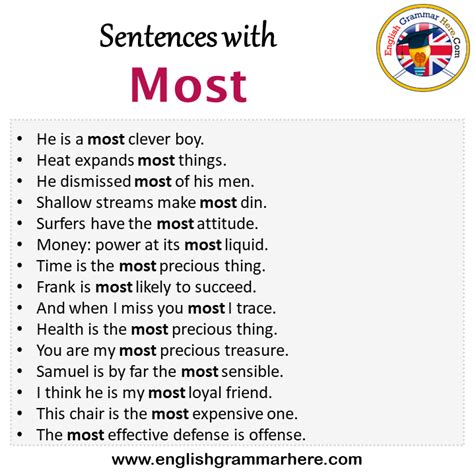 Sentences with
Most
English Grammar Here.Com
• He is a most clever boy.
• Heat expands most things.
• He dismissed most of his men.
• Shallow streams make most din.
• Surfers have the most attitude.
• Money: power at its most liquid.
• Time is the most precious thing.
• Frank is most likely to succeed.
• And when I miss you most I trace.
• Health is the most precious thing.
• You are my most precious treasure.
• Samuel is by far the most sensible.
• I think he is my most loyal friend.
• This chair is the most expensive one.
• The most effective defense is offense.
www.englishgrammarhere.com